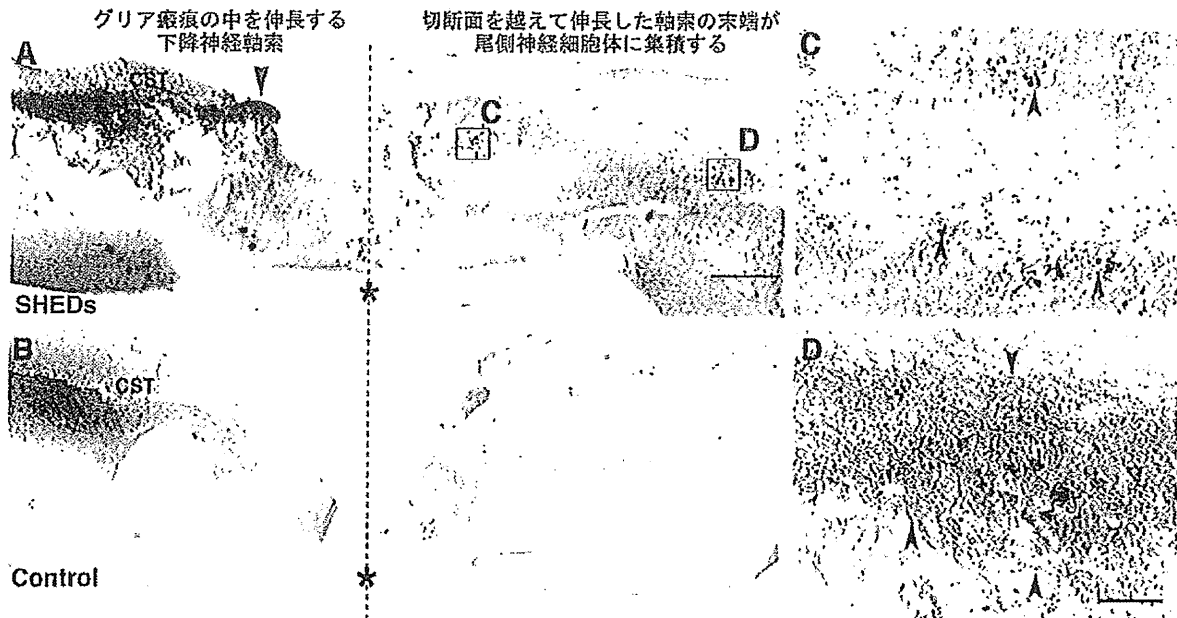 グリア瘢痕の中を伸長する
下降神経軸索
切断面を越えて伸長した軸索の末端が
尾側神経細胞体に集積する
A
CST
C
D
SHEDs
*
B
CST
Control
*
C
D